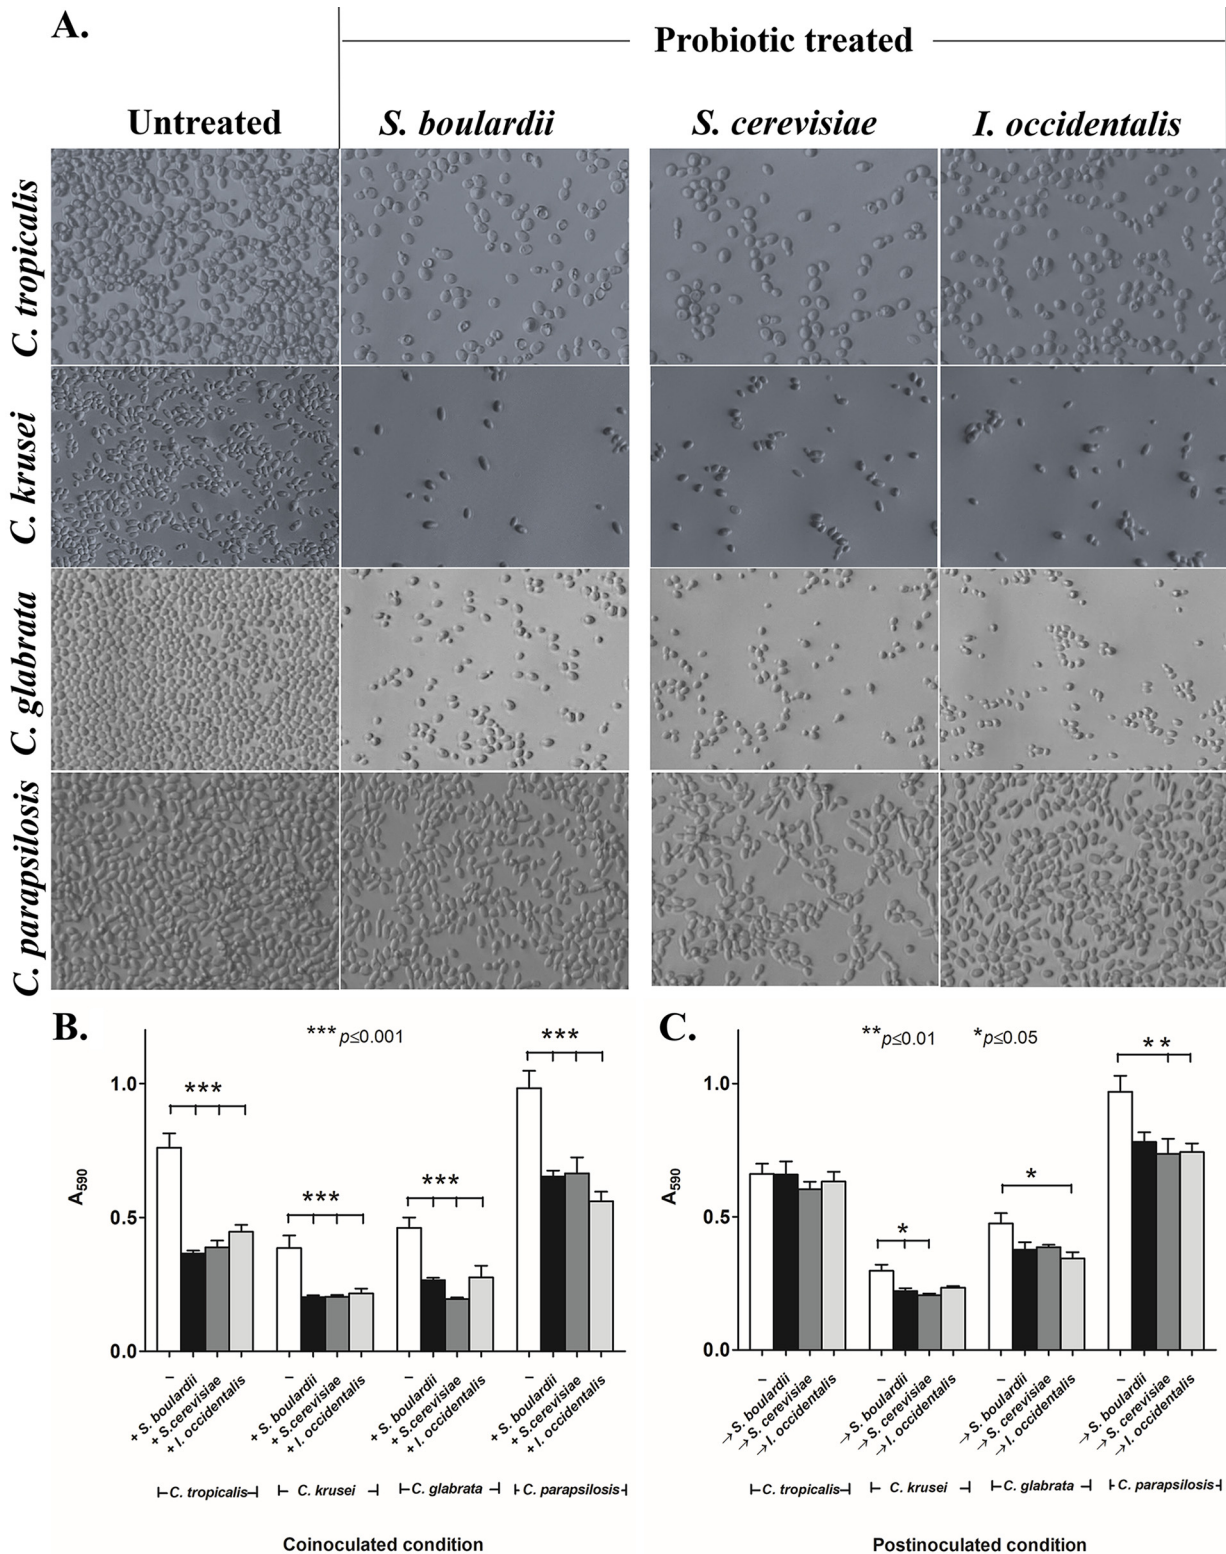 A.
Probiotic treated
Untreated
S. boulardii
S. cerevisiae
I. occidentalis
C. tropicalis
C. krusei
C. glabrata
C. parapsilosis
B.
*** p≤0.001
***
***
***
***
1.0
0.5
0.0
A590
–
+ S. boulardii
+ S.cerevisiae
+ I. occidentalis
–
+ S. boulardii
+ S.cerevisiae
+ I. occidentalis
–
+ S. boulardii
+ S.cerevisiae
+ I. occidentalis
–
+ S. boulardii
+ S.cerevisiae
+ I. occidentalis
C. tropicalis
C. krusei
C. glabrata
C. parapsilosis
Coinoculated condition
C.
**p≤0.01 *p≤0.05
*
*
**
1.0
0.5
0.0
A590
–
→S. boulardii
→S. cerevisiae
→I. occidentalis
–
→S. boulardii
→S. cerevisiae
→I. occidentalis
–
→S. boulardii
→S. cerevisiae
→I. occidentalis
–
→S. boulardii
→S. cerevisiae
→I. occidentalis
C. tropicalis
C. krusei
C. glabrata
C. parapsilosis
Postinoculated condition